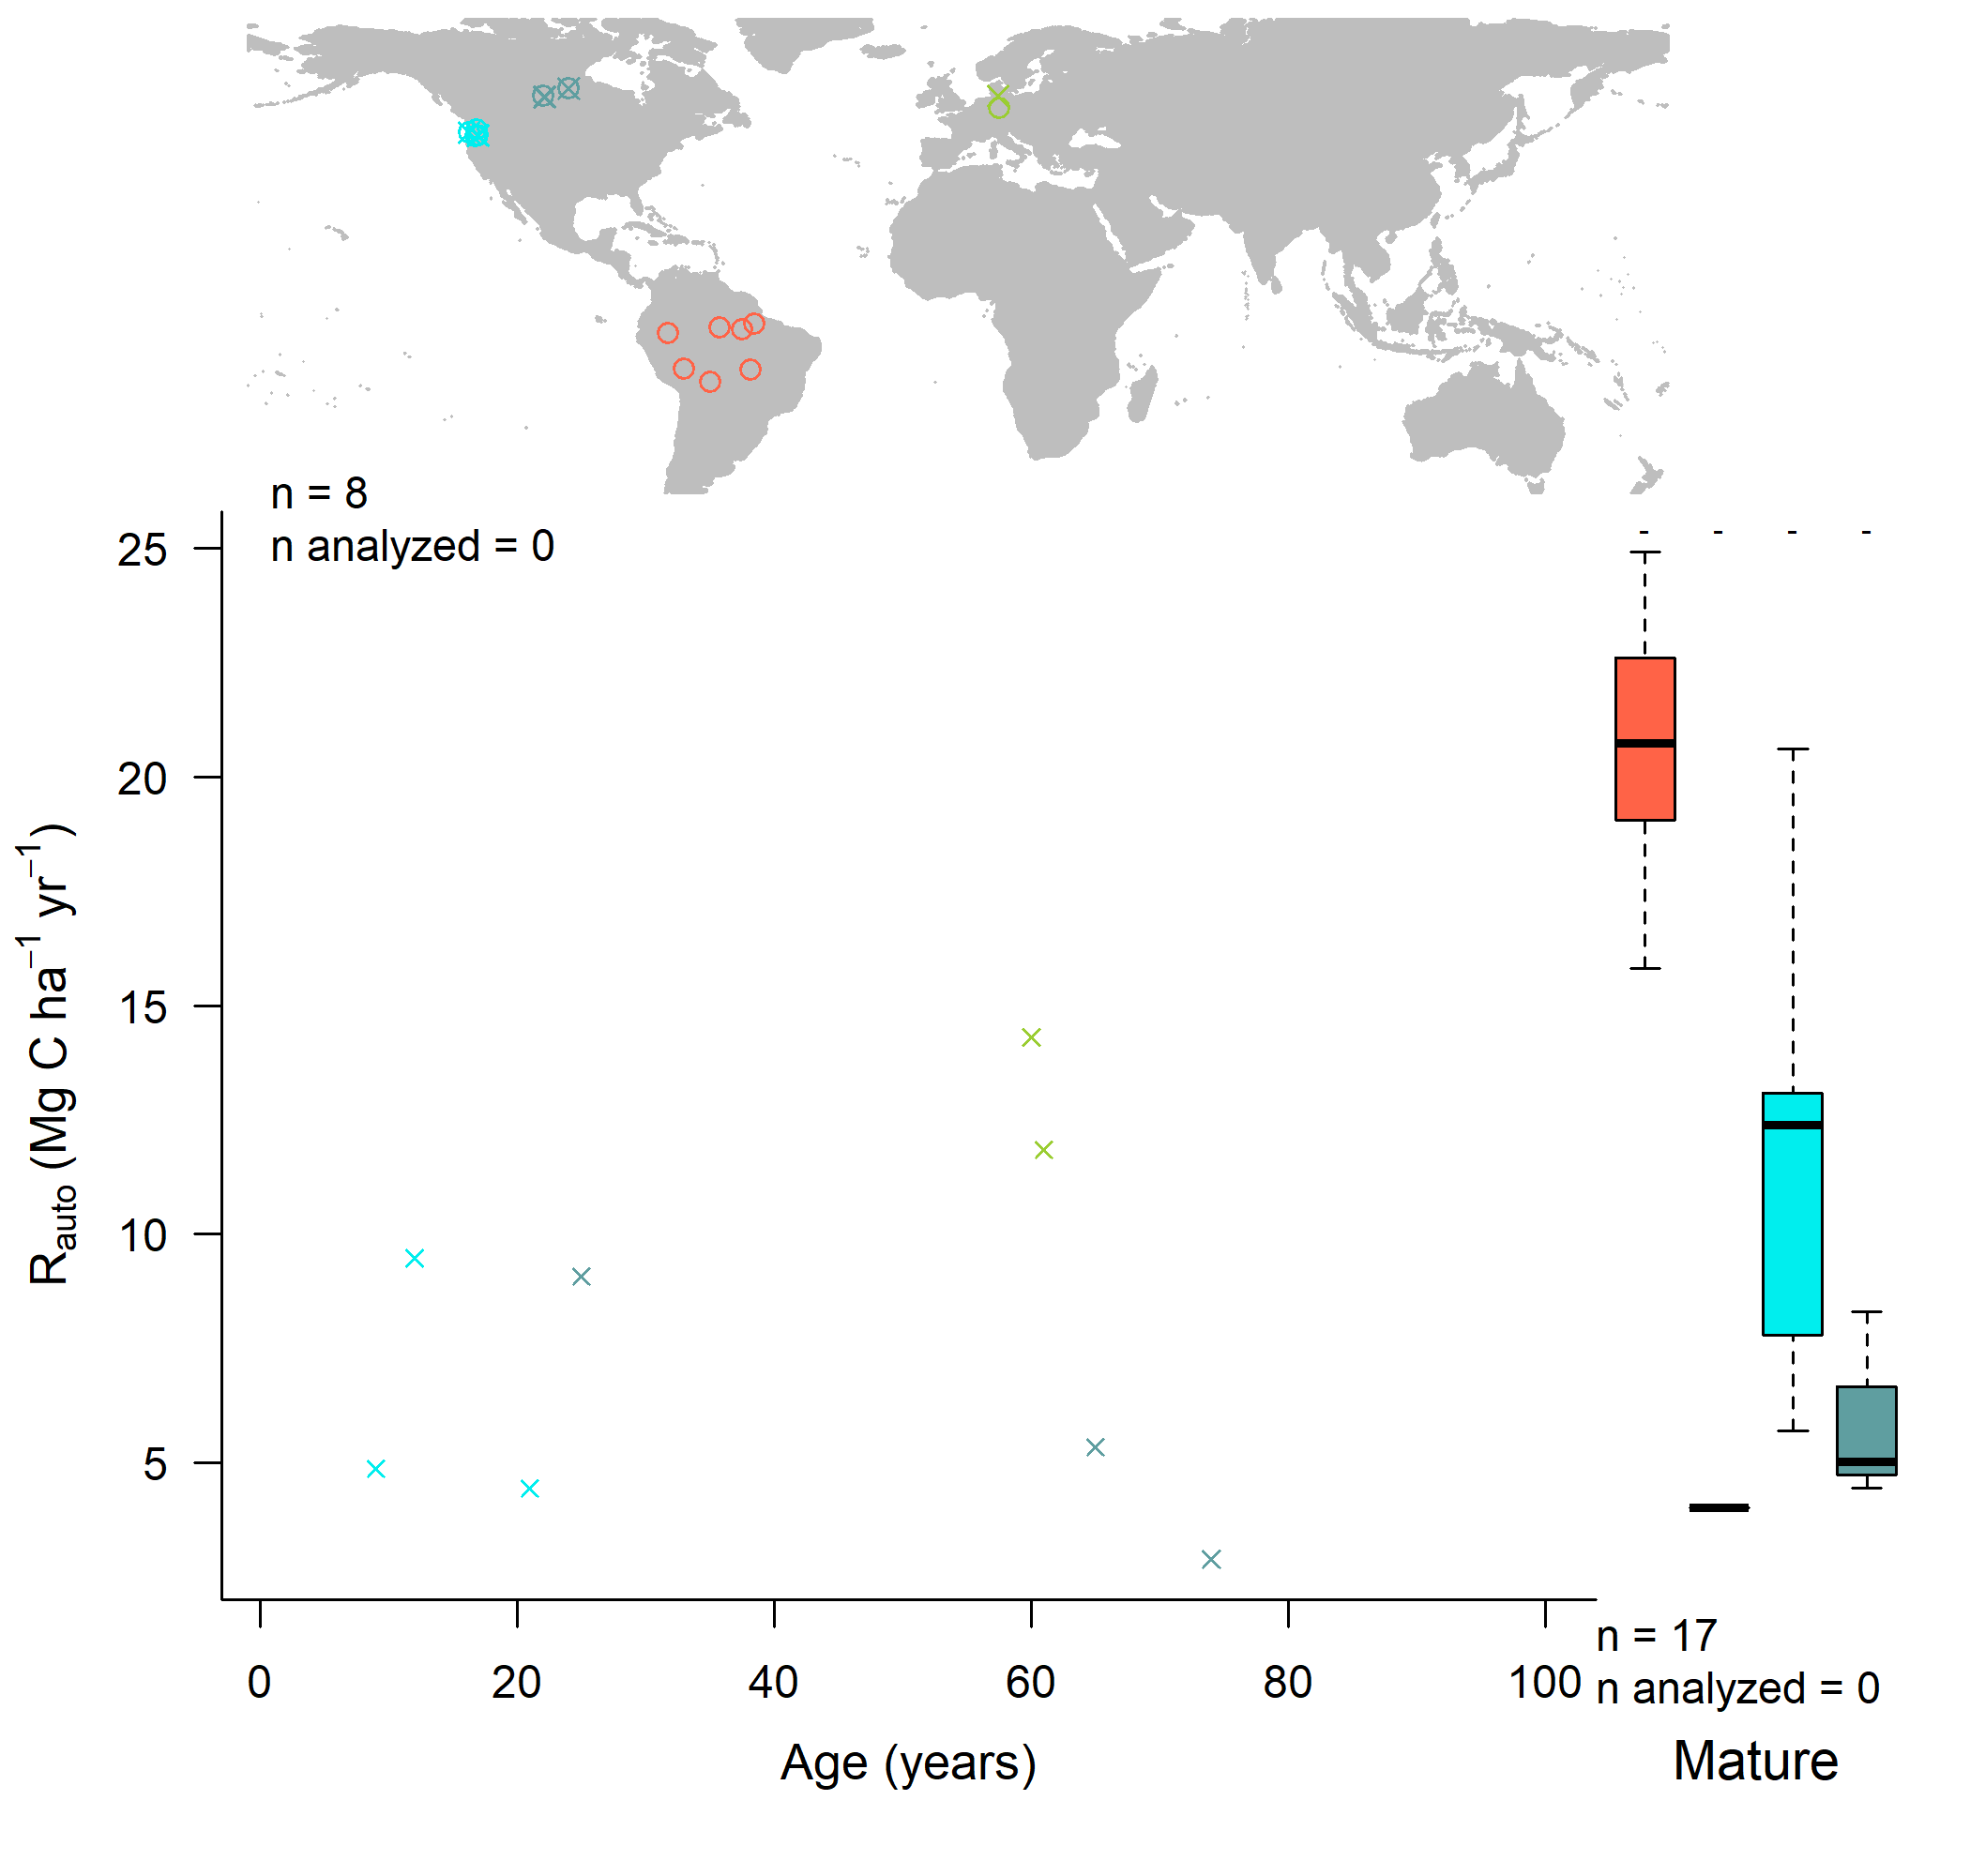 n = 8
n analyzed = 0
- - - -
25
20
15
10
5
R_auto (Mg C ha⁻¹ yr⁻¹)
0 20 40 60 80 100
n = 17
n analyzed = 0
Age (years)
Mature